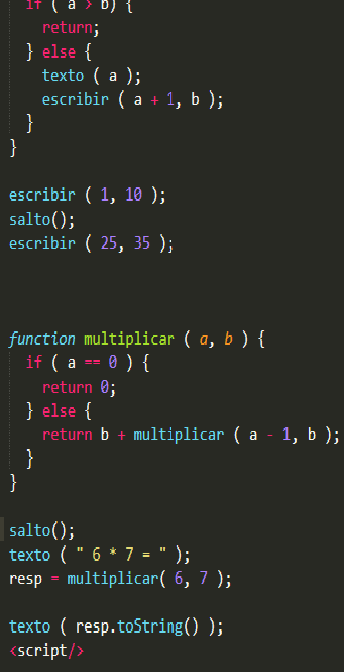 if ( a > b) {
return;
} else {
texto ( a );
escribir ( a + 1, b );
}
}
escribir ( 1, 10 );
salto();
escribir ( 25, 35 );
function multiplicar ( a, b ) {
if ( a == 0 ) {
return 0;
} else {
return b + multiplicar ( a - 1, b );
}
}
salto();
texto ( " 6 * 7 = " );
resp = multiplicar( 6, 7 );
texto ( resp.toString() );
<script/>